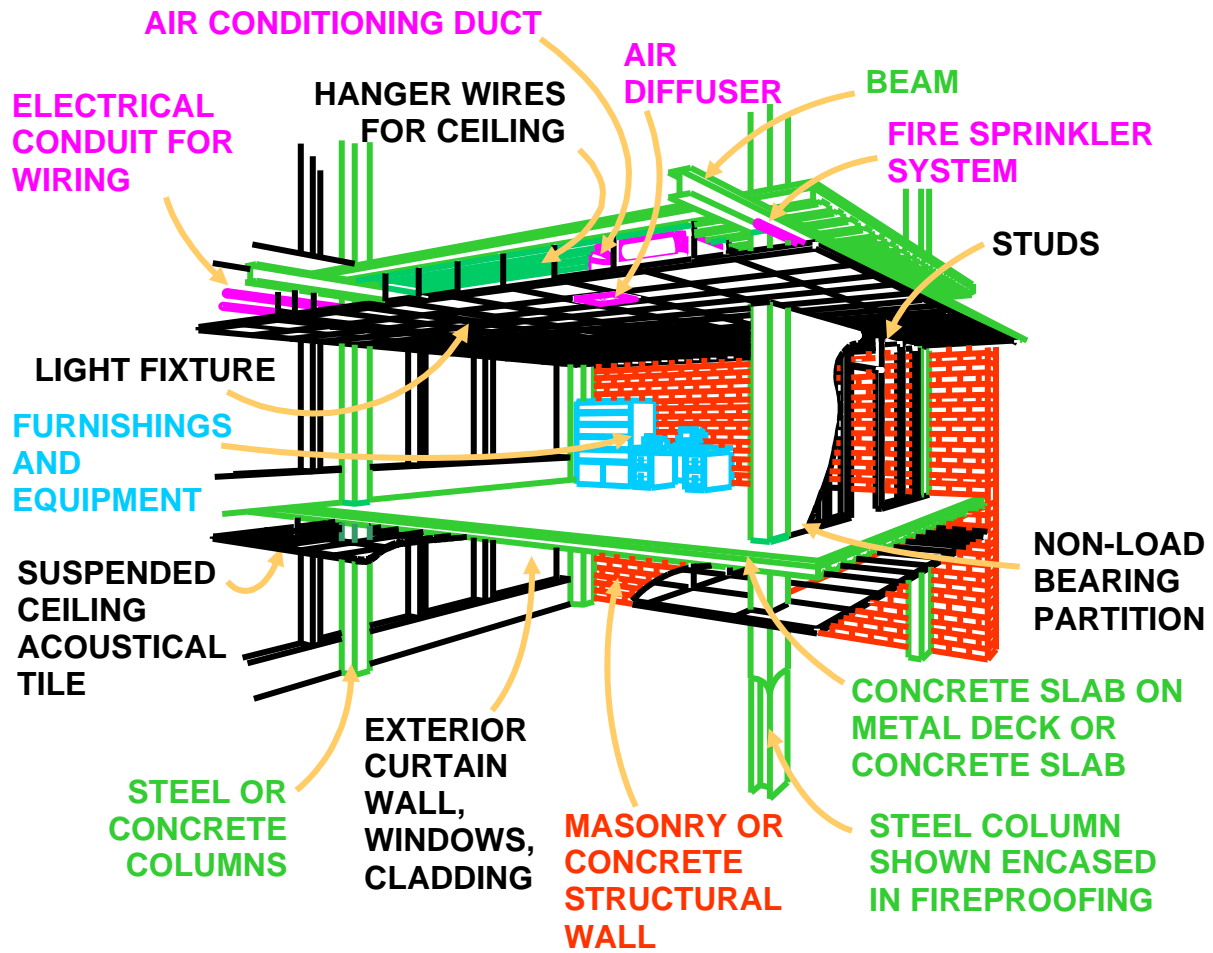 AIR CONDITIONING DUCT
AIR
DIFFUSER
BEAM
HANGER WIRES
FOR CEILING
ELECTRICAL
CONDUIT FOR
WIRING
FIRE SPRINKLER
SYSTEM
STUDS
LIGHT FIXTURE
FURNISHINGS
AND
EQUIPMENT
SUSPENDED
CEILING
ACOUSTICAL
TILE
NON-LOAD
BEARING
PARTITION
STEEL OR
CONCRETE
COLUMNS
EXTERIOR
CURTAIN
WALL,
WINDOWS,
CLADDING
MASONRY OR
CONCRETE
STRUCTURAL
WALL
CONCRETE SLAB ON
METAL DECK OR
CONCRETE SLAB
STEEL COLUMN
SHOWN ENCASED
IN FIREPROOFING